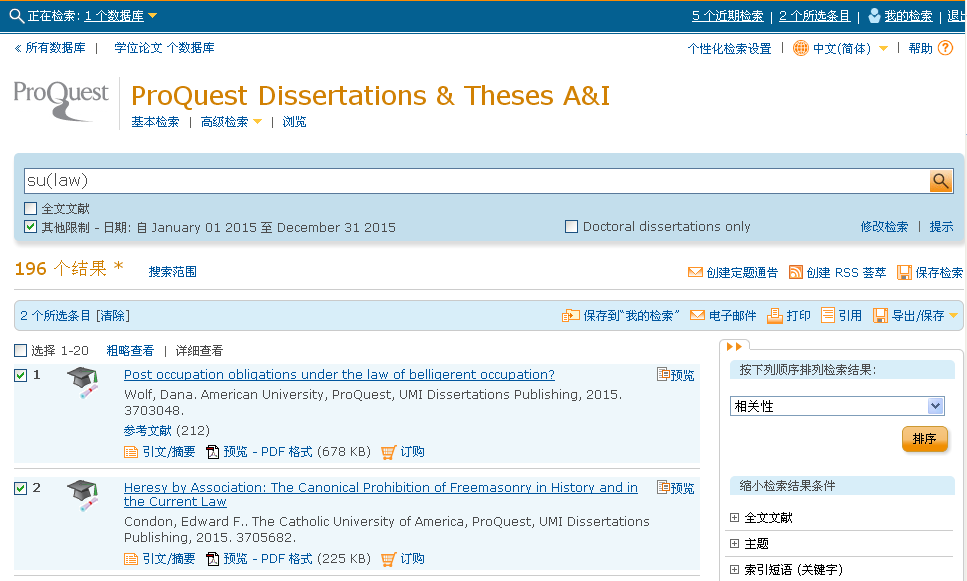 正在检索: 1 个数据库 5 个近期检索 | 2 个所选条目 | 我的检索 |
« 所有数据库 | 学位论文 个数据库 个性化检索设置 | 中文(简体) | 帮助 ?
ProQuest
ProQuest Dissertations & Theses A&I
基本检索 | 高级检索 | 浏览
su(law)
全文文献
其他限制 - 日期: 自 January 01 2015 至 December 31 2015 Doctoral dissertations only 修改检索 | 提示
196 个结果 * 搜索范围 创建定题通告 创建 RSS 荟萃 保存检索
2 个所选条目 [清除] 保存到“我的检索” 电子邮件 打印 引用 导出/保存
选择 1-20 粗略查看 | 详细查看
1 Post occupation obligations under the law of belligerent occupation? 预览
Wolf, Dana. American University, ProQuest, UMI Dissertations Publishing, 2015.
3703048.
参考文献 (212)
引文/摘要 预览 - PDF 格式 (678 KB) 订购
2 Heresy by Association: The Canonical Prohibition of Freemasonry in History and in 预览
the Current Law
Condon, Edward F.. The Catholic University of America, ProQuest, UMI Dissertations
Publishing, 2015. 3705682.
引文/摘要 预览 - PDF 格式 (225 KB) 订购
按下列顺序排列检索结果:
相关性
排序
缩小检索结果条件
全文文献
主题
索引短语 (关键字)